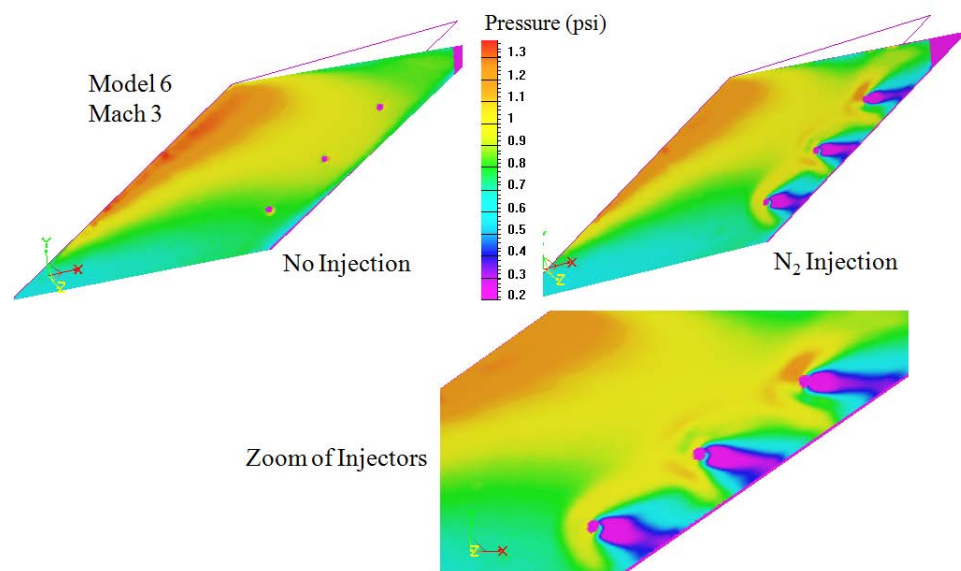 Pressure (psi)
Model 6
Mach 3
1.3
1.2
1.1
1
0.9
0.8
0.7
0.6
0.5
0.4
0.3
0.2
Y
X
Z
No Injection
X
Z
N₂ Injection
Zoom of Injectors
Z
X